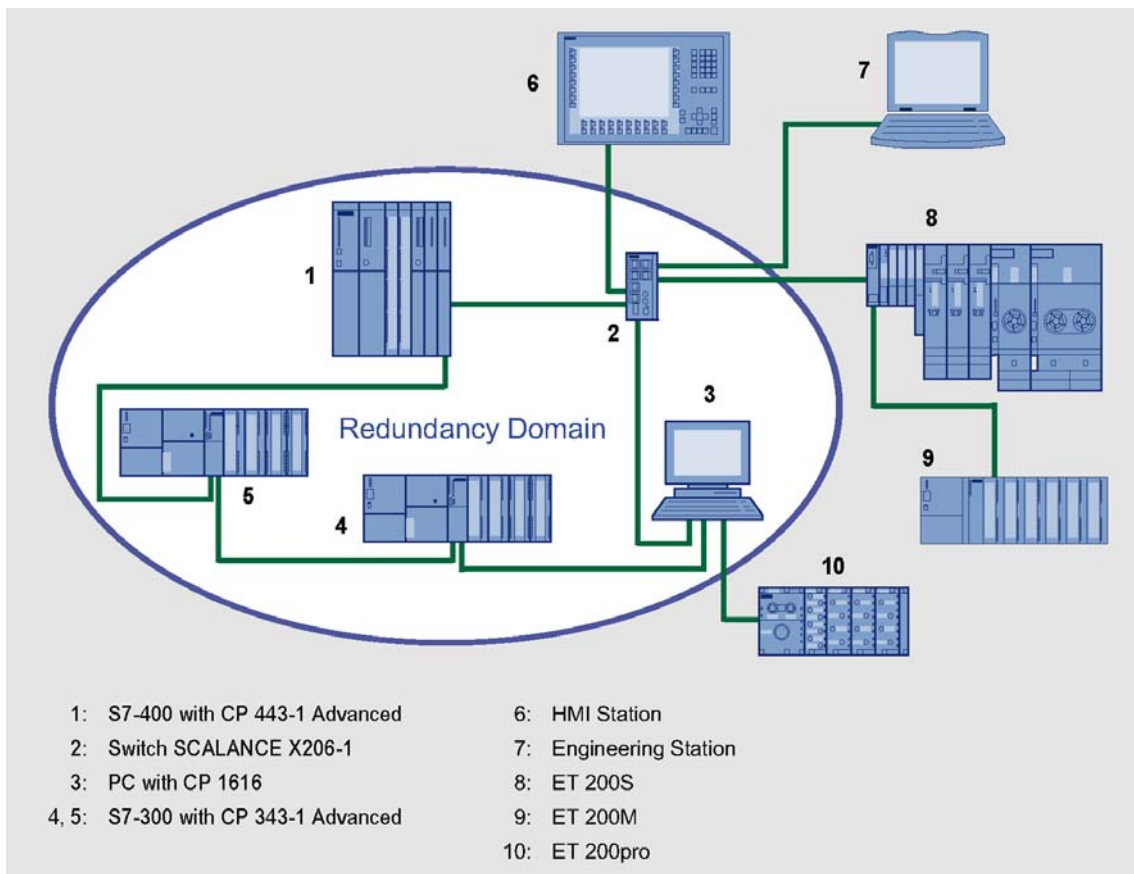 6
7
8
1
2
3
Redundancy Domain
9
5
4
10
1: S7-400 with CP 443-1 Advanced
2: Switch SCALANCE X206-1
3: PC with CP 1616
4, 5: S7-300 with CP 343-1 Advanced
6: HMI Station
7: Engineering Station
8: ET 200S
9: ET 200M
10: ET 200pro